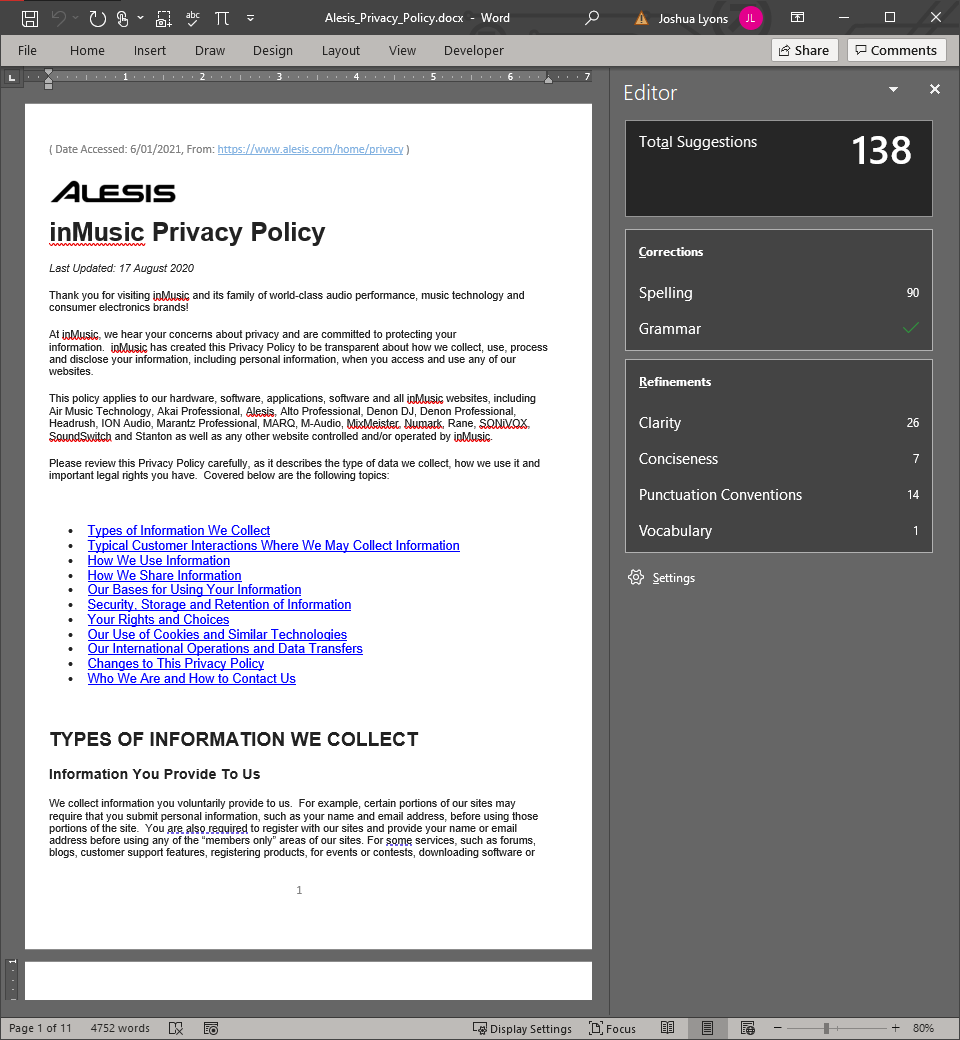 abc
Alesis_Privacy_Policy.docx - Word
Joshua Lyons JL
File Home Insert Draw Design Layout View Developer
Share Comments
L
1 2 3 4 5 6 7
Editor
Total Suggestions 138
Corrections
Spelling 90
Grammar
Refinements
Clarity 26
Conciseness 7
Punctuation Conventions 14
Vocabulary 1
Settings
( Date Accessed: 6/01/2021, From: https://www.alesis.com/home/privacy )
ALESIS
inMusic Privacy Policy
Last Updated: 17 August 2020
Thank you for visiting inMusic and its family of world-class audio performance, music technology and
consumer electronics brands!
At inMusic, we hear your concerns about privacy and are committed to protecting your
information. inMusic has created this Privacy Policy to be transparent about how we collect, use, process
and disclose your information, including personal information, when you access and use any of our
websites.
This policy applies to our hardware, software, applications, software and all inMusic websites, including
Air Music Technology, Akai Professional, Alesis, Alto Professional, Denon DJ, Denon Professional,
Headrush, ION Audio, Marantz Professional, MARQ, M-Audio, MixMeister, Numark, Rane, SONiVOX,
SoundSwitch and Stanton as well as any other website controlled and/or operated by inMusic.
Please review this Privacy Policy carefully, as it describes the type of data we collect, how we use it and
important legal rights you have. Covered below are the following topics:
• Types of Information We Collect
• Typical Customer Interactions Where We May Collect Information
• How We Use Information
• How We Share Information
• Our Bases for Using Your Information
• Security, Storage and Retention of Information
• Your Rights and Choices
• Our Use of Cookies and Similar Technologies
• Our International Operations and Data Transfers
• Changes to This Privacy Policy
• Who We Are and How to Contact Us
TYPES OF INFORMATION WE COLLECT
Information You Provide To Us
We collect information you voluntarily provide to us. For example, certain portions of our sites may
require that you submit personal information, such as your name and email address, before using those
portions of the site. You are also required to register with our sites and provide your name or email
address before using any of the “members only” areas of our sites. For some services, such as forums,
blogs, customer support features, registering products, for events or contests, downloading software or
1
1
Page 1 of 11 4752 words Display Settings Focus 80%